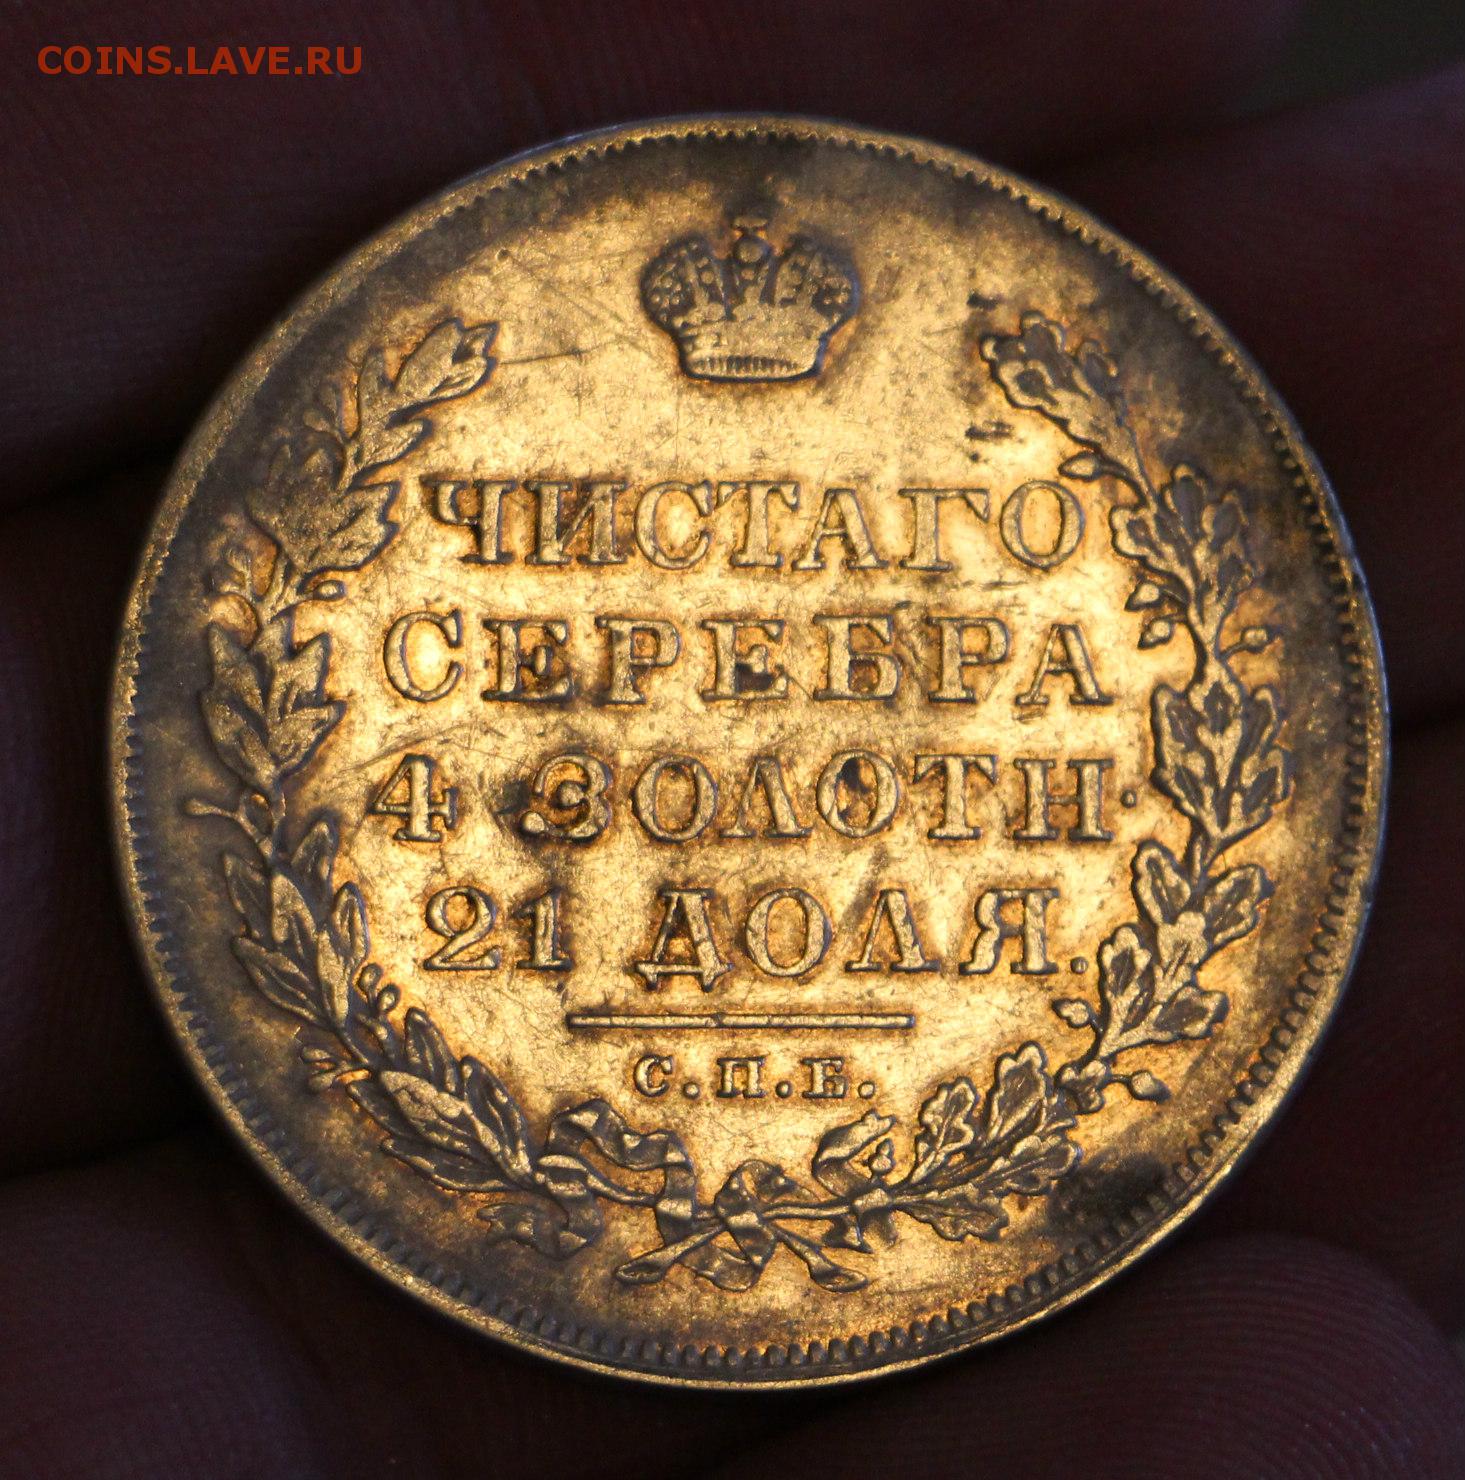 COINS.LAVE.RU
ЧИСТАГО
СЕРЕБРА
4 ЗОЛОТН·
21 ДОЛЯ.
С.П.Б.